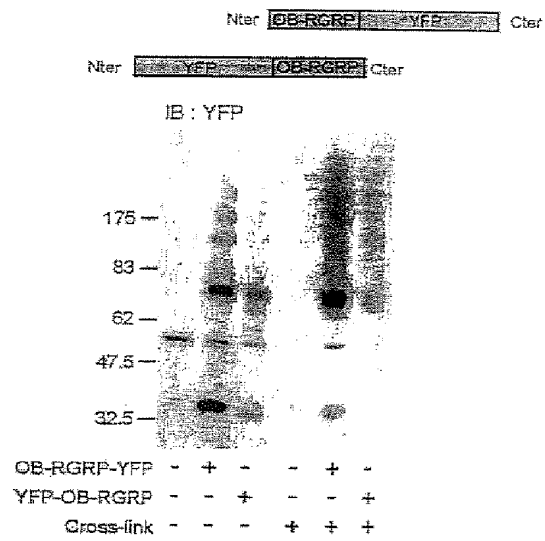 Nter OB-RGRP YFP Cter
Nter YFP OB-RGRP Cter
IB : YFP
175
83
62
47.5
32.5
OB-RGRP-YFP - + - - + -
YFP-OB-RGRP - - + - - +
Cross-link - - - + + +